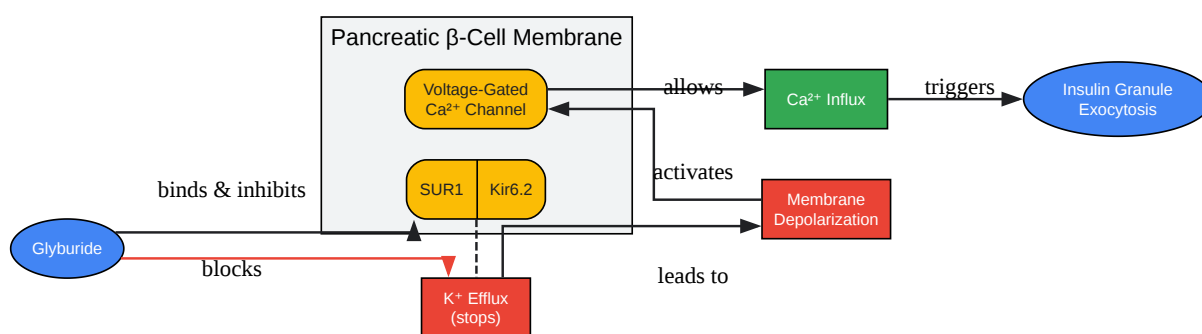 Pancreatic β-Cell Membrane
Voltage-Gated
Ca²⁺ Channel
allows
Ca²⁺ Influx
triggers
Insulin Granule
Exocytosis
binds & inhibits
SUR1
Kir6.2
activates
Membrane
Depolarization
Glyburide
blocks
leads to
K⁺ Efflux
(stops)